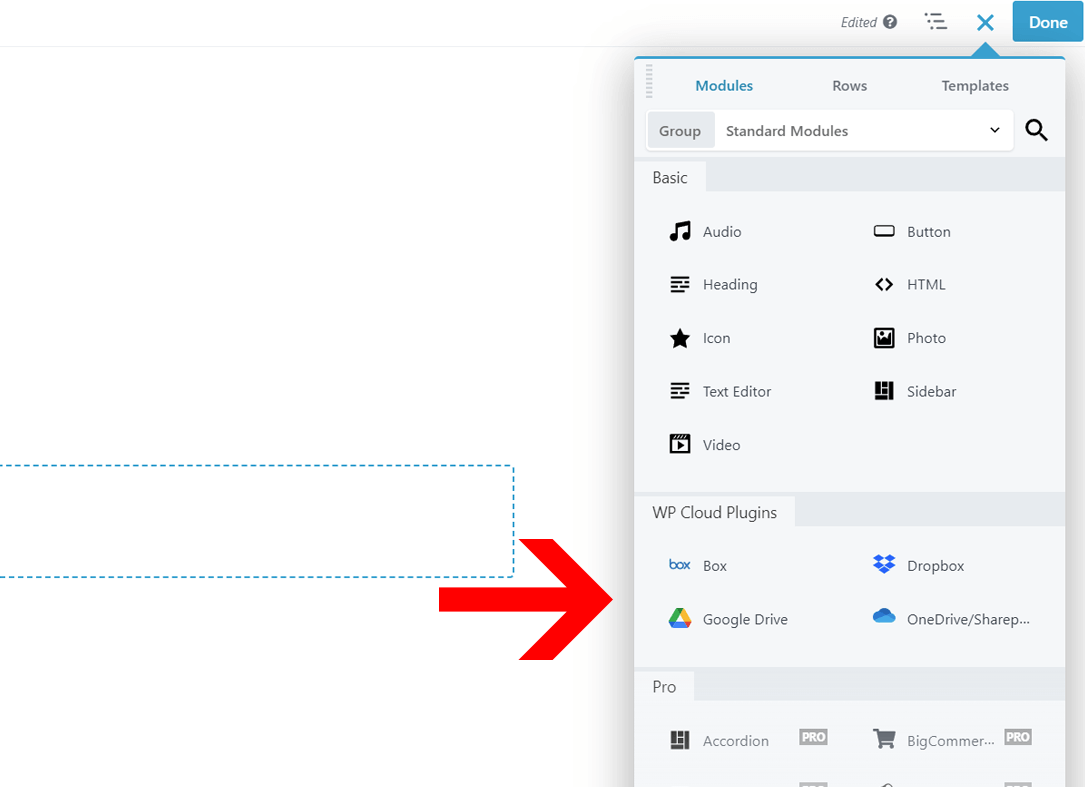 Edited ? Done
Modules Rows Templates
Group Standard Modules
Basic
Audio Button
Heading HTML
Icon Photo
Text Editor Sidebar
Video
WP Cloud Plugins
box Box Dropbox
Google Drive OneDrive/Sharep...
Pro
Accordion PRO BigCommer... PRO